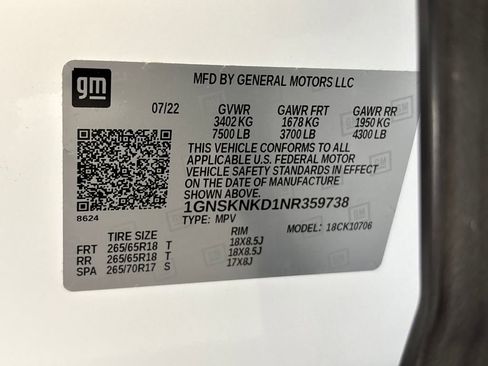 gm
MFD BY GENERAL MOTORS LLC
07/22 GVWR GAWR FRT GAWR RR
3402 KG 1678 KG 1950 KG
7500 LB 3700 LB 4300 LB
THIS VEHICLE CONFORMS TO ALL
APPLICABLE U.S. FEDERAL MOTOR
VEHICLE SAFETY STANDARDS IN EFFECT
ON THE DATE OF MANUFACTURE
SHOWN ABOVE.
8624 1GNSKNKD1NR359738
TYPE: MPV MODEL: 18CK10706
TIRE SIZE RIM
FRT 265/65R18 T 18X8.5J
RR 265/65R18 T 18X8.5J
SPA 265/70R17 S 17X8J